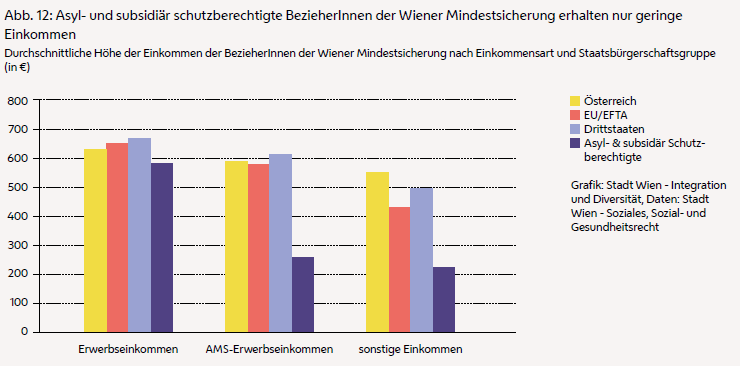 Abb. 12: Asyl- und subsidiär schutzberechtigte BezieherInnen der Wiener Mindestsicherung erhalten nur geringe
Einkommen
Durchschnittliche Höhe der Einkommen der BezieherInnen der Wiener Mindestsicherung nach Einkommensart und Staatsbürgerschaftsgruppe
(in €)
800
700
600
500
400
300
200
100
0
Erwerbseinkommen
AMS-Erwerbseinkommen
sonstige Einkommen
Österreich
EU/EFTA
Drittstaaten
Asyl- & subsidär Schutz-
berechtigte
Grafik: Stadt Wien - Integration
und Diversität, Daten: Stadt
Wien - Soziales, Sozial- und
Gesundheitsrecht